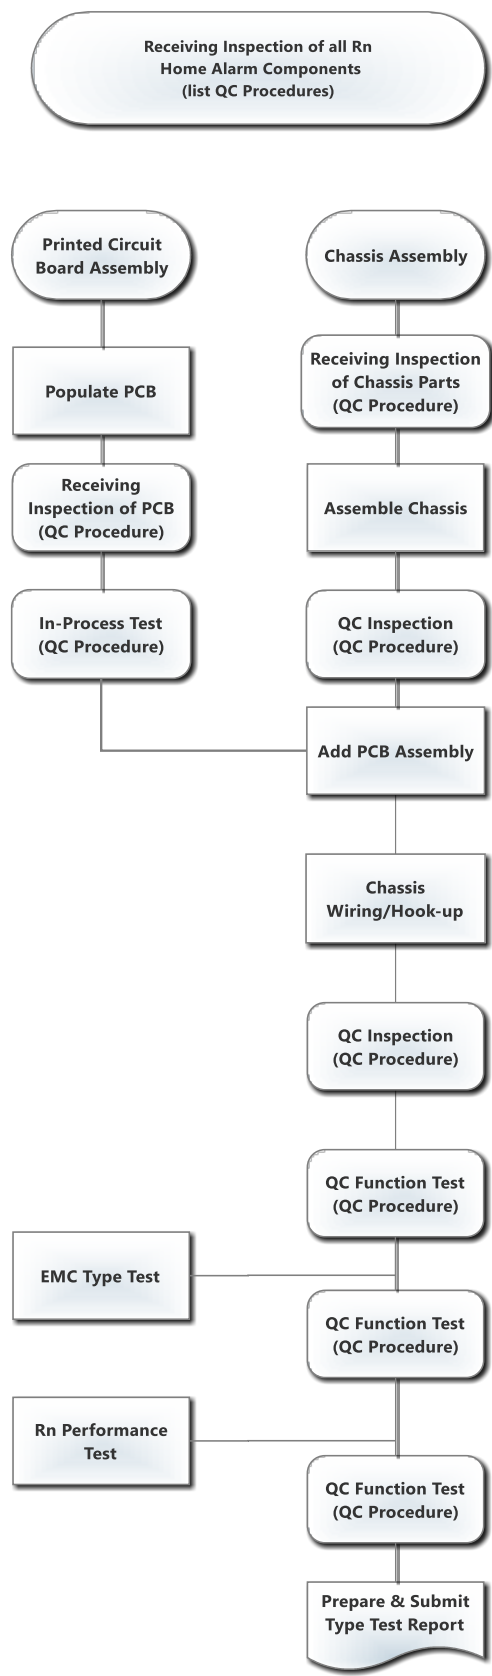 Receiving Inspection of all Rn
Home Alarm Components
(list QC Procedures)
Printed Circuit
Board Assembly
Populate PCB
Receiving
Inspection of PCB
(QC Procedure)
In-Process Test
(QC Procedure)
Chassis Assembly
Receiving Inspection
of Chassis Parts
(QC Procedure)
Assemble Chassis
QC Inspection
(QC Procedure)
Add PCB Assembly
Chassis
Wiring/Hook-up
QC Inspection
(QC Procedure)
QC Function Test
(QC Procedure)
EMC Type Test
QC Function Test
(QC Procedure)
Rn Performance
Test
QC Function Test
(QC Procedure)
Prepare & Submit
Type Test Report